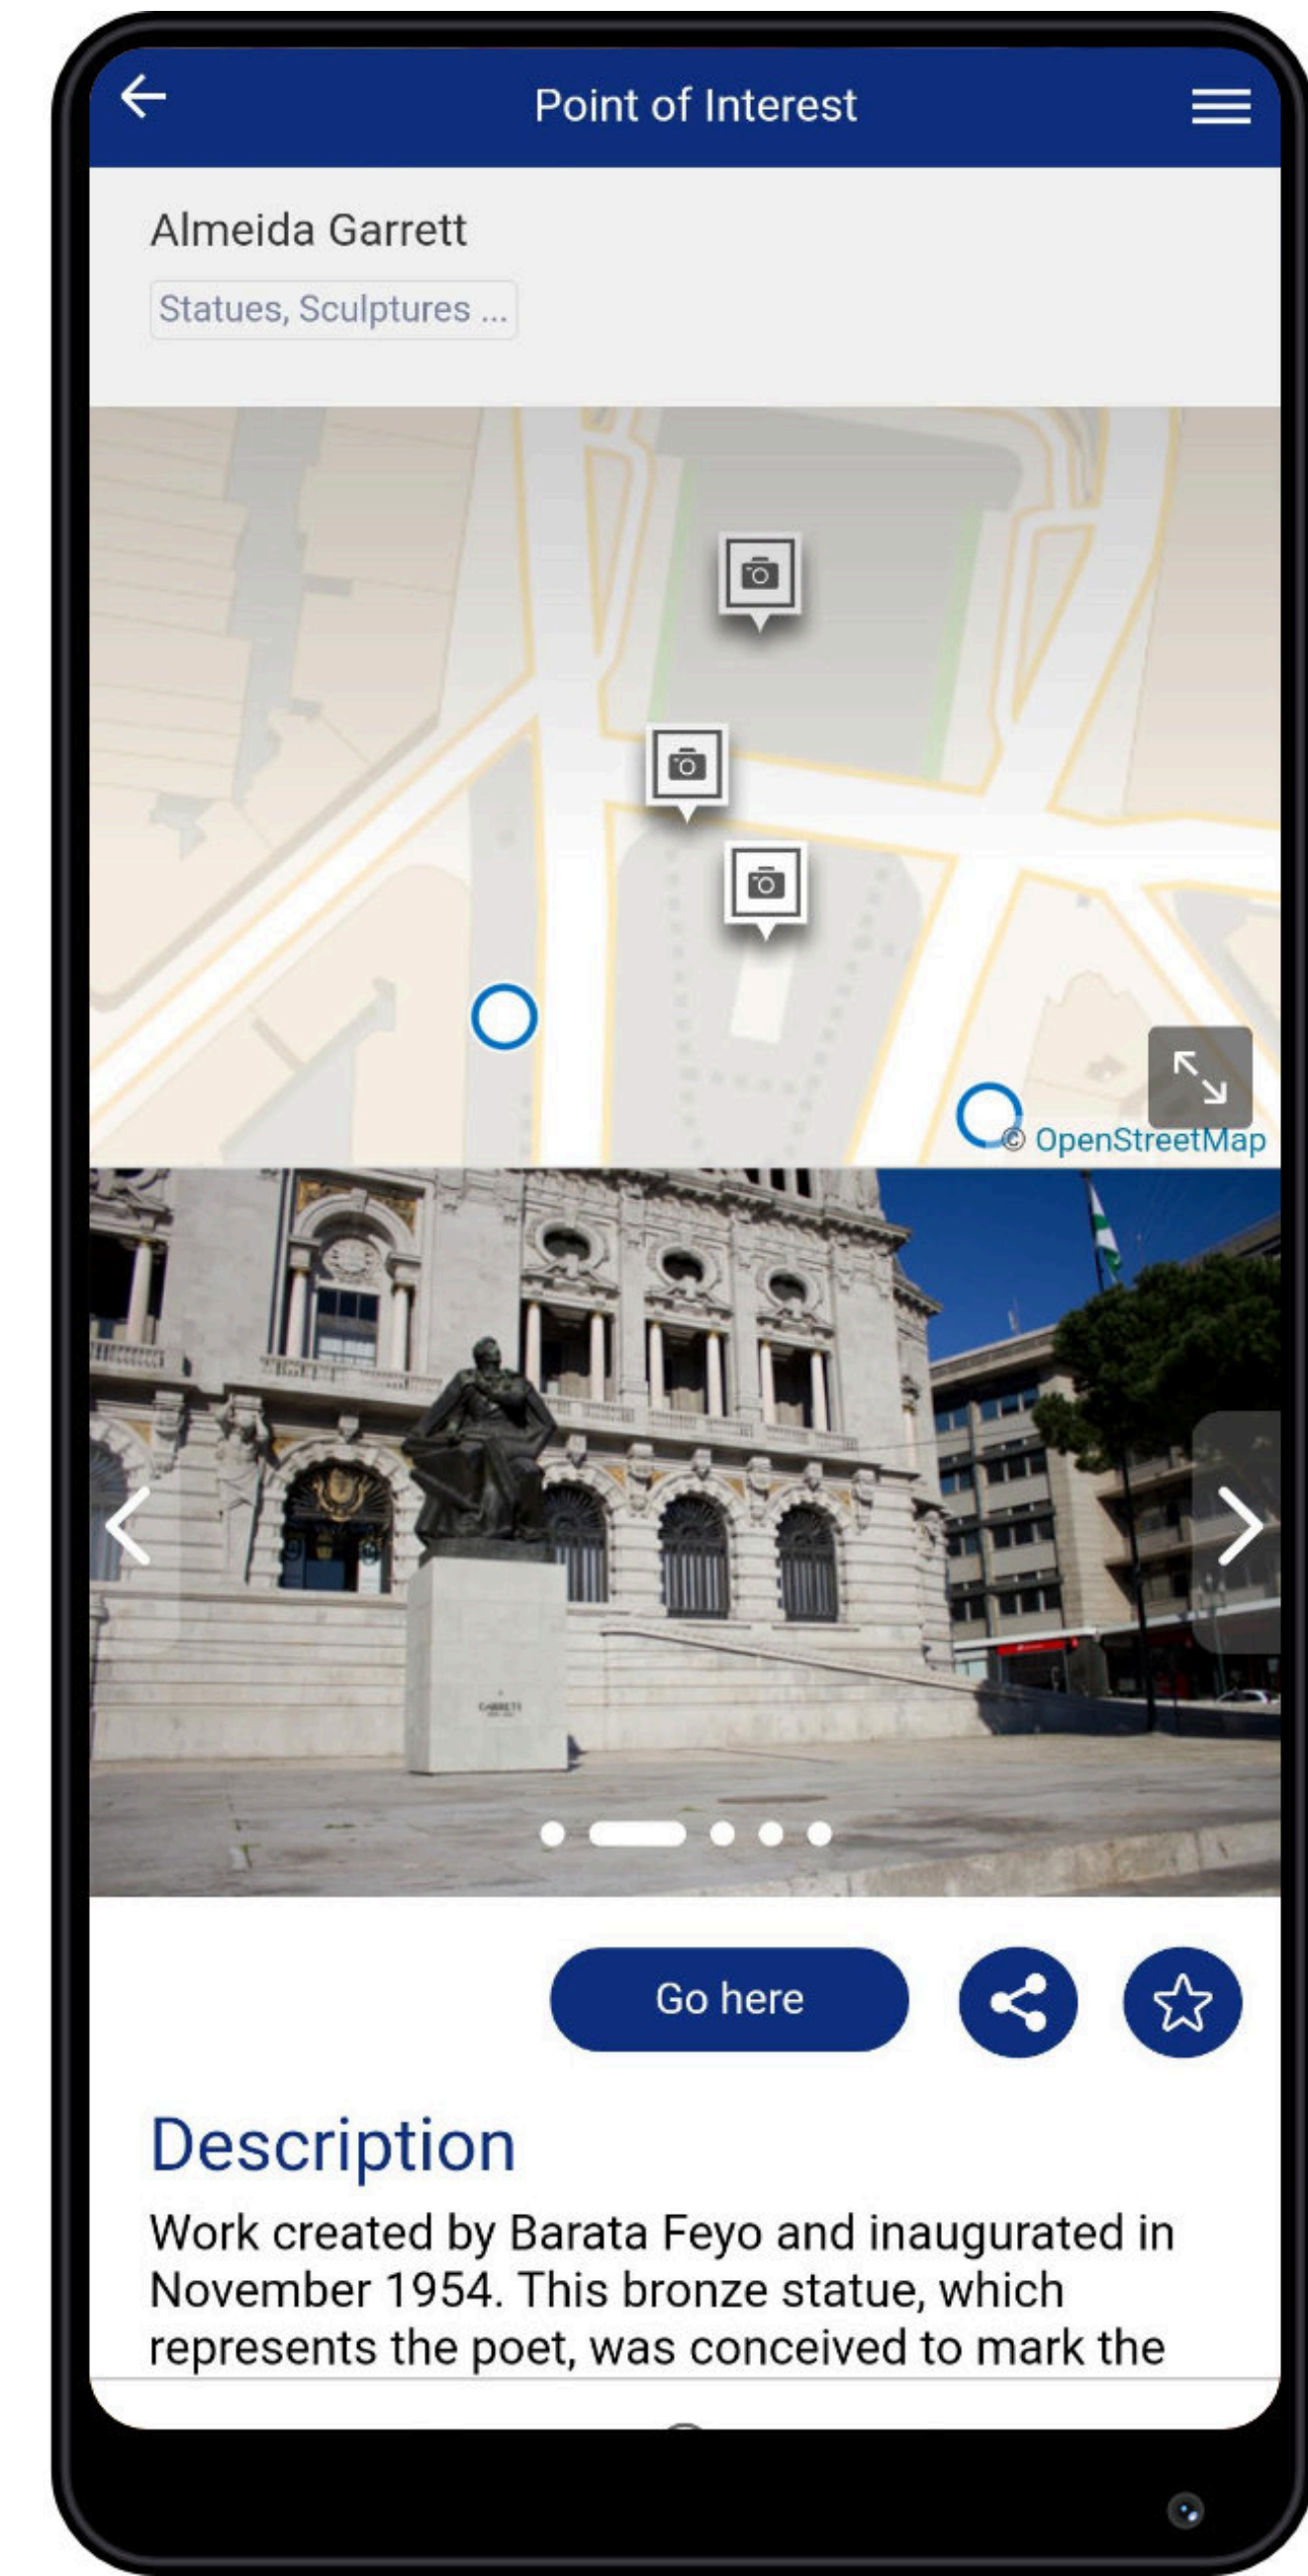 Point of Interest
Almeida Garrett
Statues, Sculptures ...
© OpenStreetMap
GARRETT
Go here
Description
Work created by Barata Feyo and inaugurated in
November 1954. This bronze statue, which
represents the poet, was conceived to mark the